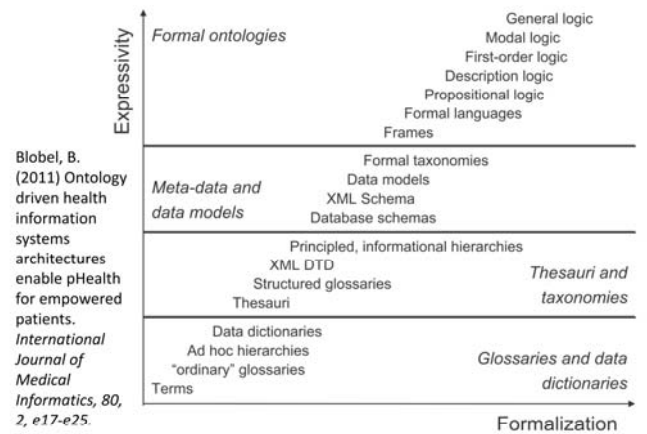 Expressivity
Formal ontologies
General logic
Modal logic
First-order logic
Description logic
Propositional logic
Formal languages
Frames
Meta-data and
data models
Formal taxonomies
Data models
XML Schema
Database schemas
Principled, informational hierarchies
XML DTD
Structured glossaries
Thesauri
Thesauri and
taxonomies
Data dictionaries
Ad hoc hierarchies
“ordinary” glossaries
Terms
Glossaries and data
dictionaries
Formalization
Blobel, B.
(2011) Ontology
driven health
information
systems
architectures
enable pHealth
for empowered
patients.
International
Journal of
Medical
Informatics, 80,
2, e17-e25.